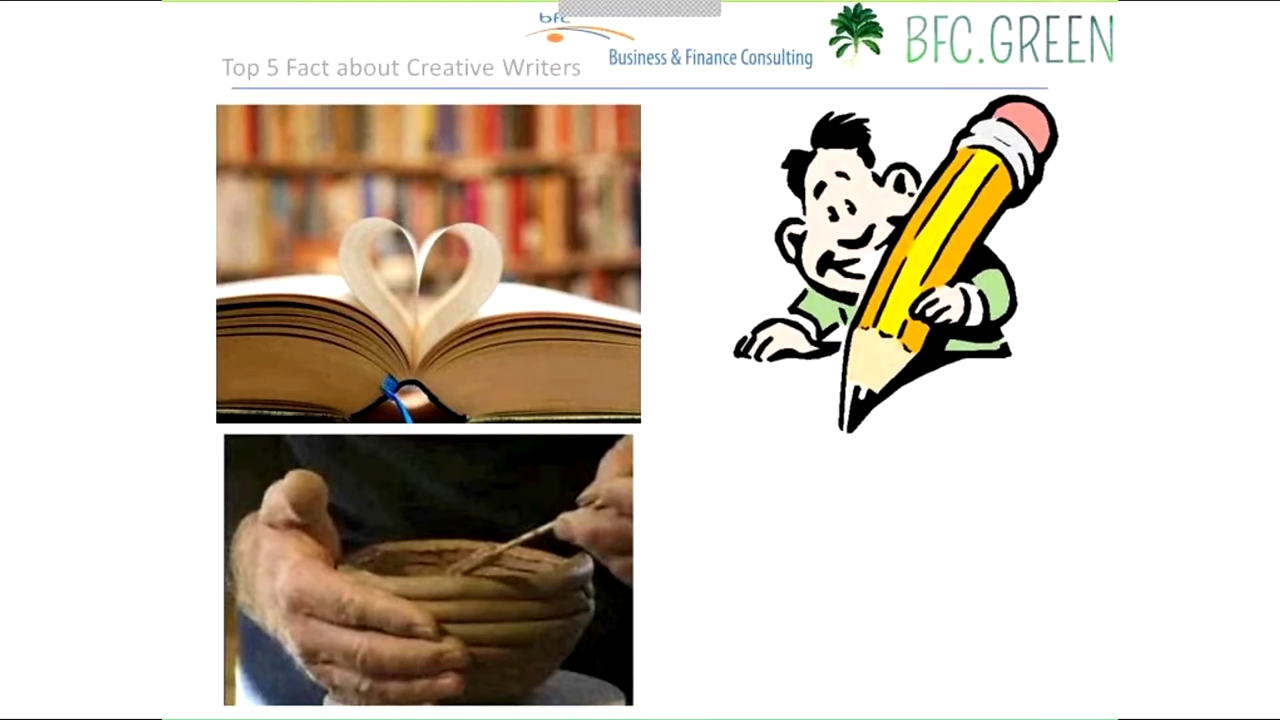 bfc
Top 5 Fact about Creative Writers
Business & Finance Consulting
BFC.GREEN